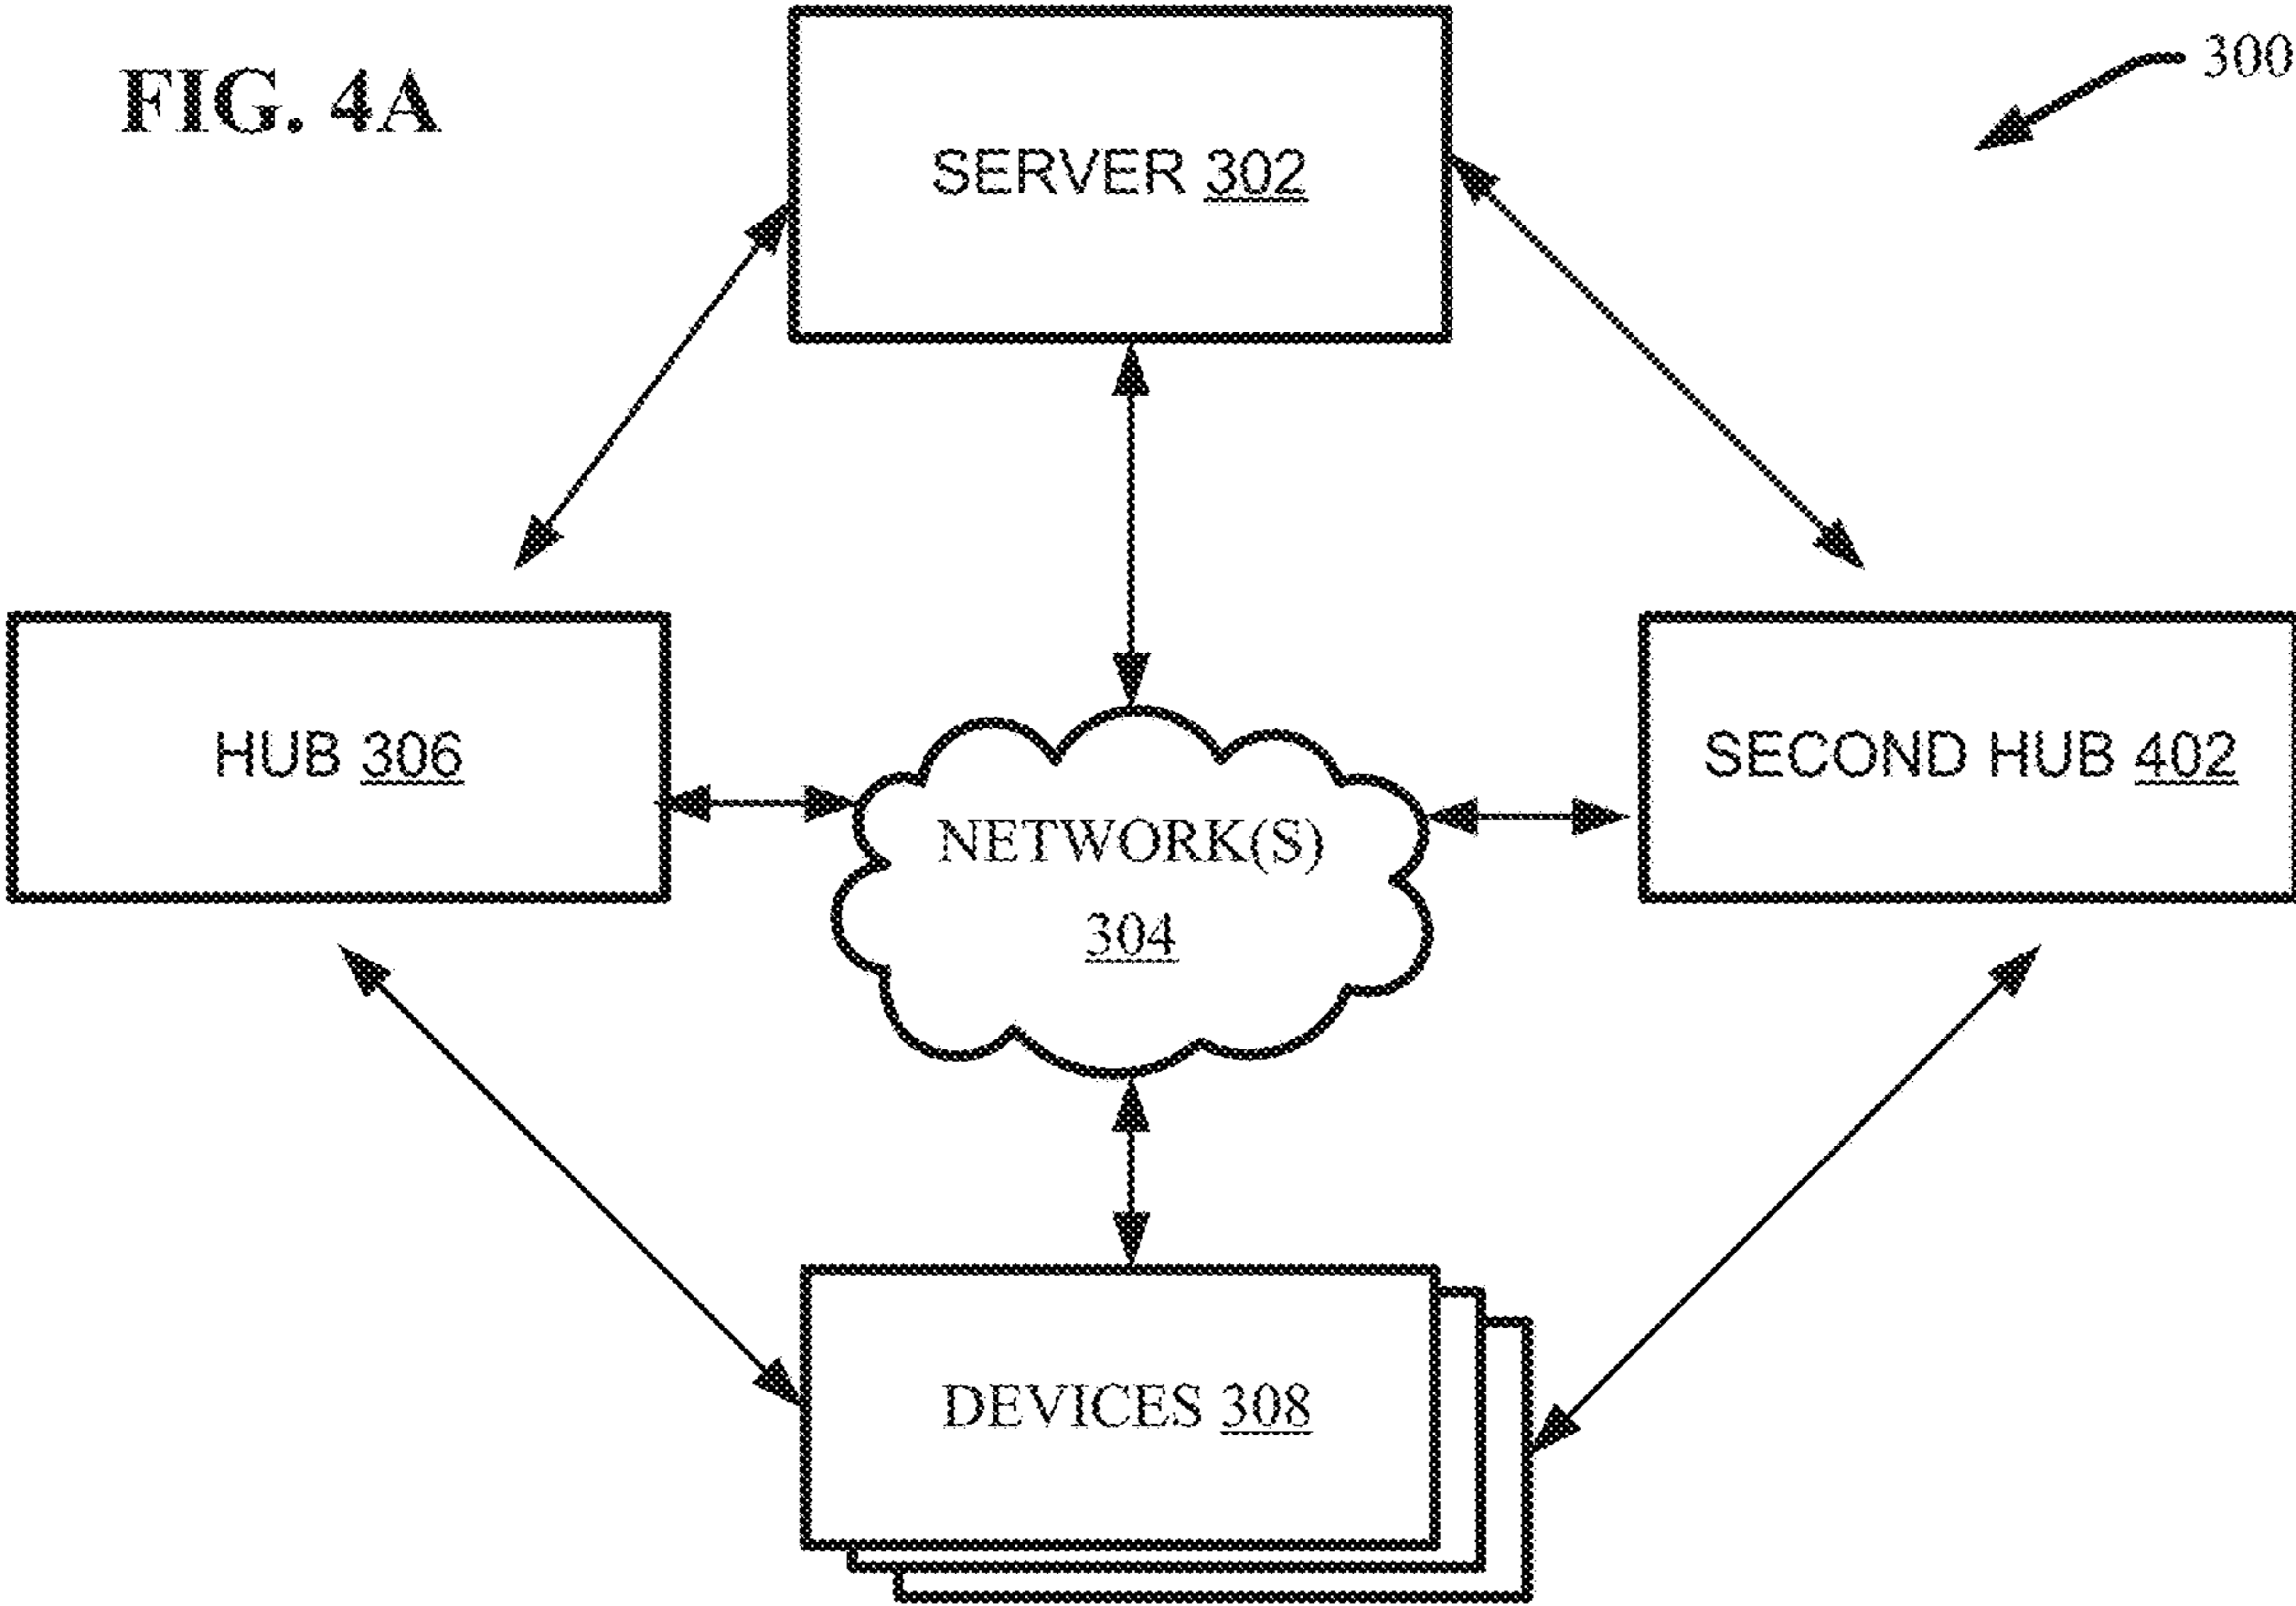 FIG. 4A
300
SERVER 302
HUB 306
SECOND HUB 402
NETWORK(S)
304
DEVICES 308